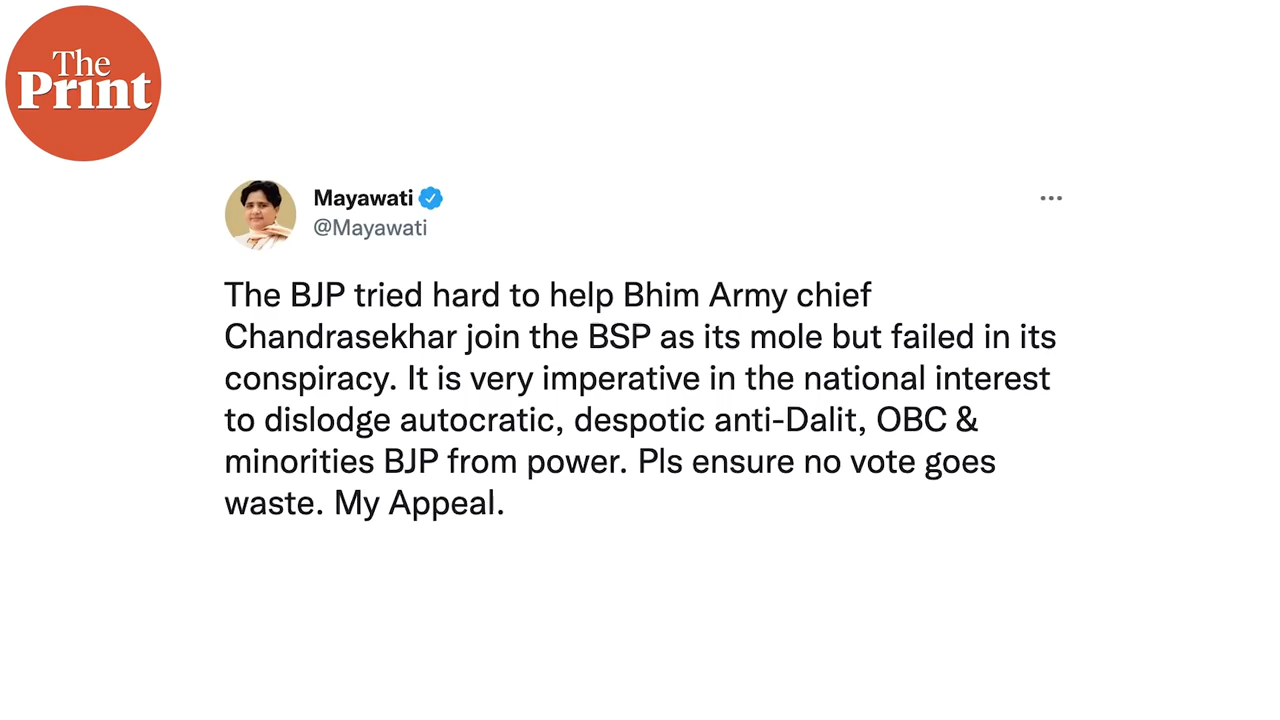 The
Print
Mayawati
@Mayawati
The BJP tried hard to help Bhim Army chief
Chandrasekhar join the BSP as its mole but failed in its
conspiracy. It is very imperative in the national interest
to dislodge autocratic, despotic anti-Dalit, OBC &
minorities BJP from power. Pls ensure no vote goes
waste. My Appeal.